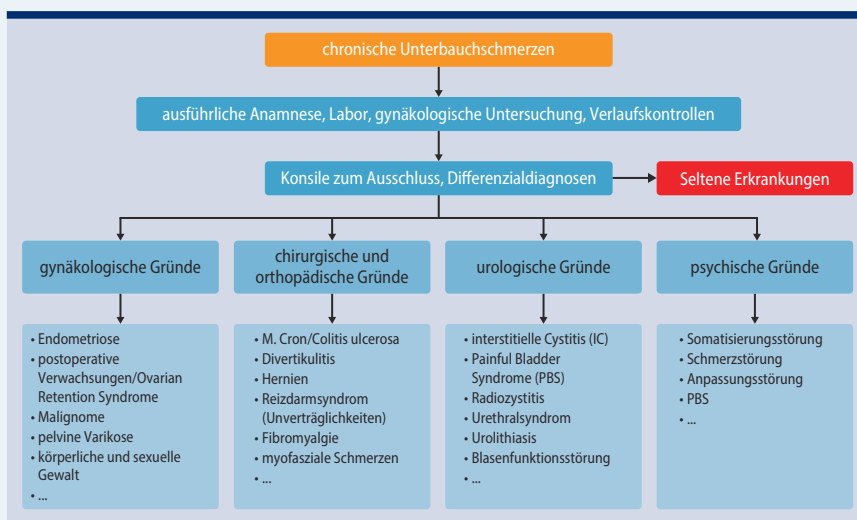 chronische Unterbauchschmerzen
ausführliche Anamnese, Labor, gynäkologische Untersuchung, Verlaufskontrollen
Konsile zum Ausschluss, Differenzialdiagnosen
Seltene Erkrankungen
gynäkologische Gründe
chirurgische und
orthopädische Gründe
urologische Gründe
psychische Gründe
• Endometriose
• postoperative
Verwachsungen/Ovarian
Retention Syndrome
• Malignome
• pelvine Varikose
• körperliche und sexuelle
Gewalt
• ...
• M. Cron/Colitis ulcerosa
• Divertikulitis
• Hernien
• Reizdarmsyndrom
(Unverträglichkeiten)
• Fibromyalgie
• myofasziale Schmerzen
• ...
• interstitielle Cystitis (IC)
• Painful Bladder
Syndrome (PBS)
• Radiozystitis
• Urethralsyndrom
• Urolithiasis
• Blasenfunktionsstörung
• ...
• Somatisierungsstörung
• Schmerzstörung
• Anpassungsstörung
• PBS
• ...